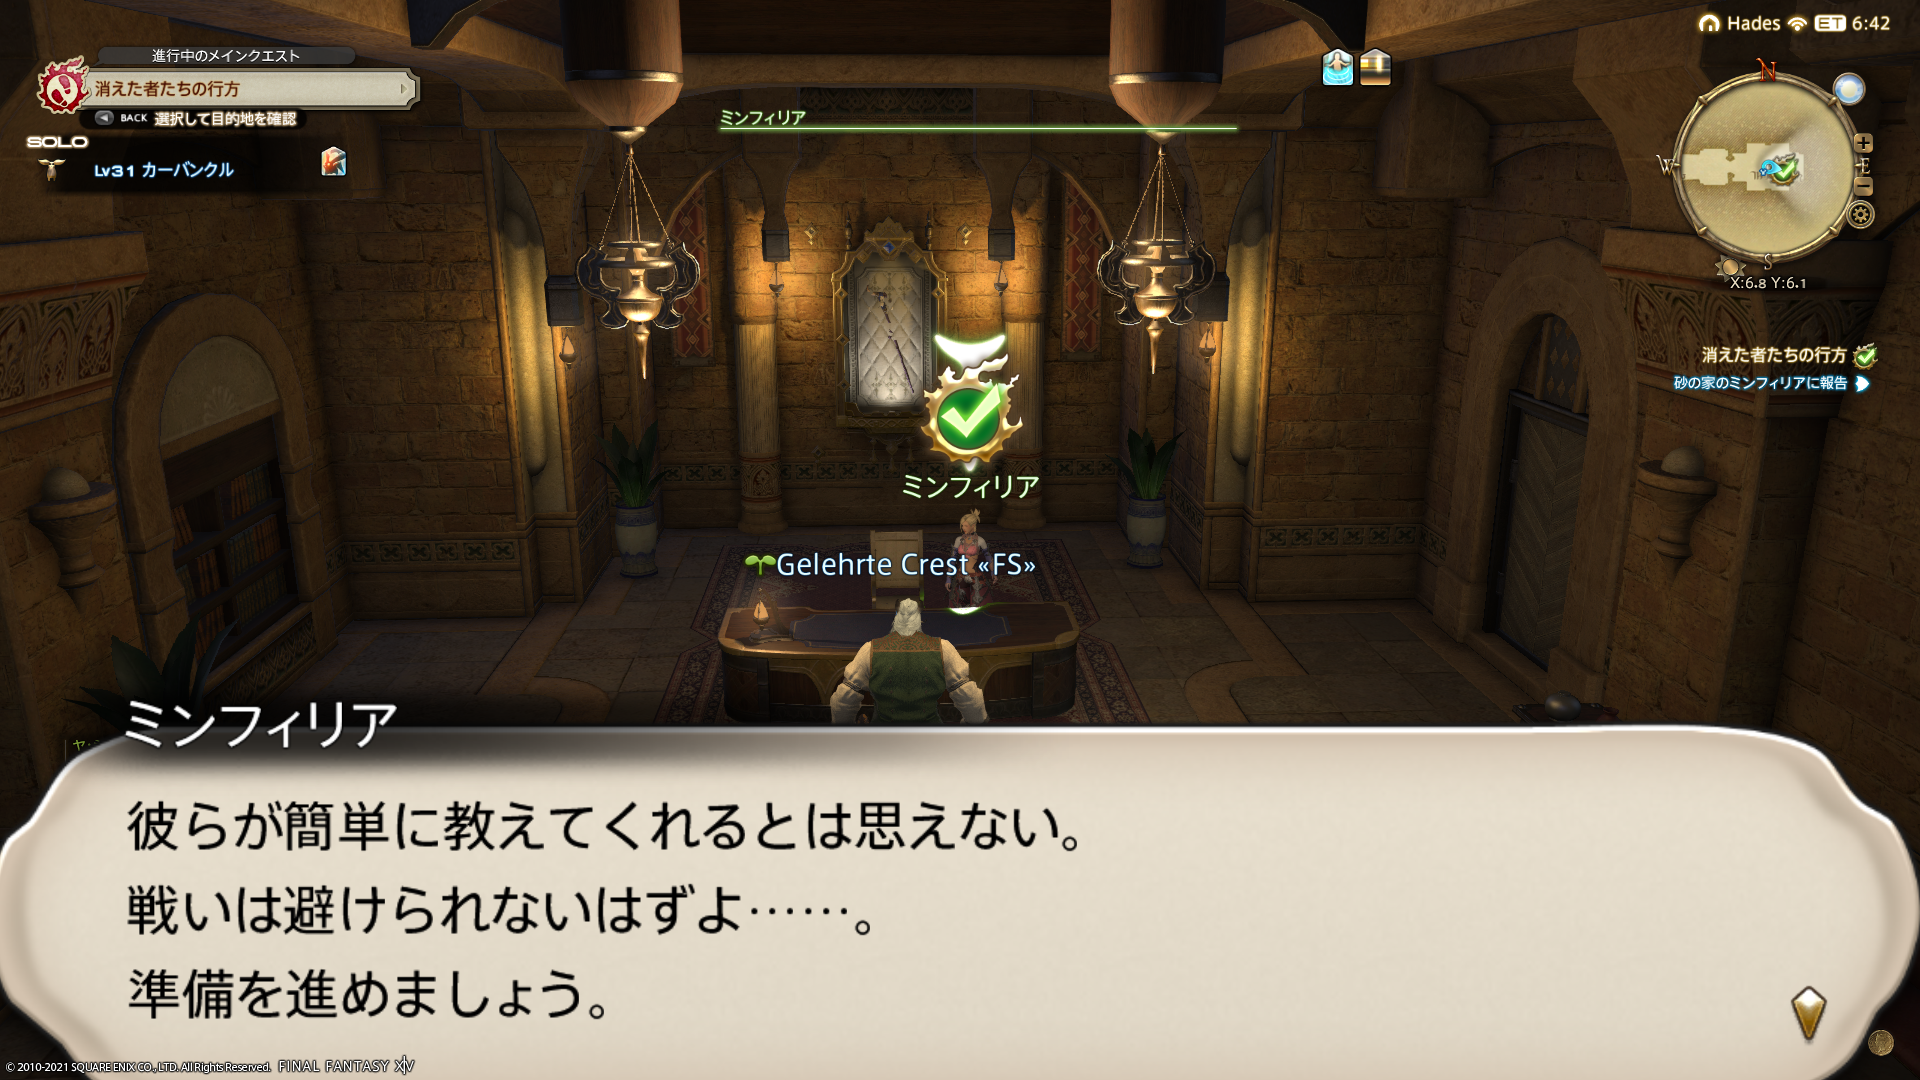 Hades ET 6:42
進行中のメインクエスト
消えた者たちの行方
BACK 選択して目的地を確認
SOLO
Lv31 カーバンクル
ミンフィリア
N
W
E
S
X:6.8 Y:6.1
消えた者たちの行方
砂の家のミンフィリアに報告
ミンフィリア
Gelehrte Crest «FS»
ミンフィリア
彼らが簡単に教えてくれるとは思えない。
戦いは避けられないはずよ……。
準備を進めましょう。
© 2010-2021 SQUARE ENIX CO., LTD. All Rights Reserved. FINAL FANTASY XIV